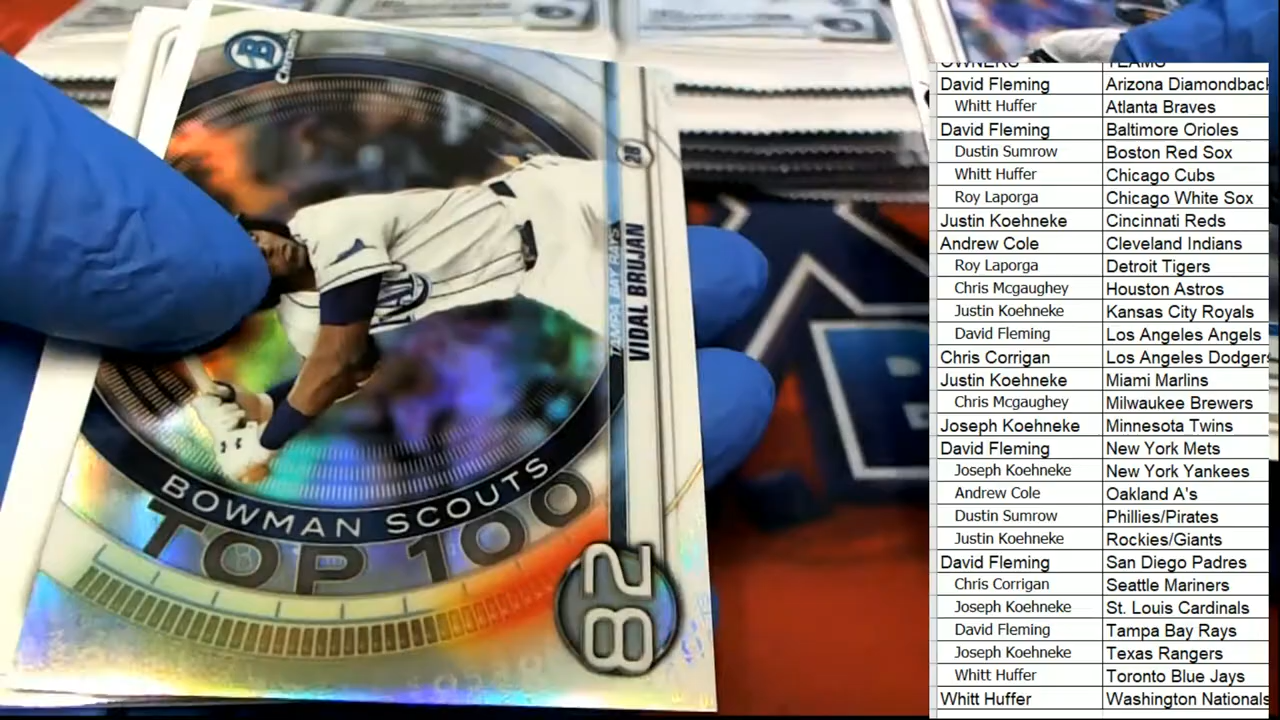 B
CHROME
2B
TAMPA BAY RAYS
VIDAL BRUJAN
BOWMAN SCOUTS
TOP 100
28
OWNERS TEAMS
David Fleming Arizona Diamondback
Whitt Huffer Atlanta Braves
David Fleming Baltimore Orioles
Dustin Sumrow Boston Red Sox
Whitt Huffer Chicago Cubs
Roy Laporga Chicago White Sox
Justin Koehneke Cincinnati Reds
Andrew Cole Cleveland Indians
Roy Laporga Detroit Tigers
Chris Mcgaughey Houston Astros
Justin Koehneke Kansas City Royals
David Fleming Los Angeles Angels
Chris Corrigan Los Angeles Dodgers
Justin Koehneke Miami Marlins
Chris Mcgaughey Milwaukee Brewers
Joseph Koehneke Minnesota Twins
David Fleming New York Mets
Joseph Koehneke New York Yankees
Andrew Cole Oakland A's
Dustin Sumrow Phillies/Pirates
Justin Koehneke Rockies/Giants
David Fleming San Diego Padres
Chris Corrigan Seattle Mariners
Joseph Koehneke St. Louis Cardinals
David Fleming Tampa Bay Rays
Joseph Koehneke Texas Rangers
Whitt Huffer Toronto Blue Jays
Whitt Huffer Washington Nationals